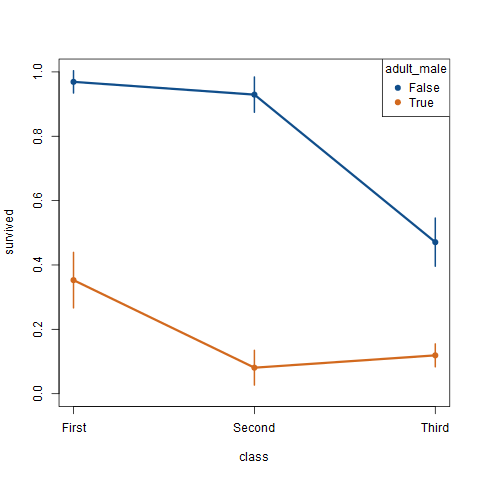 adult_male
False
True
survived
1.0
0.8
0.6
0.4
0.2
0.0
First Second Third
class